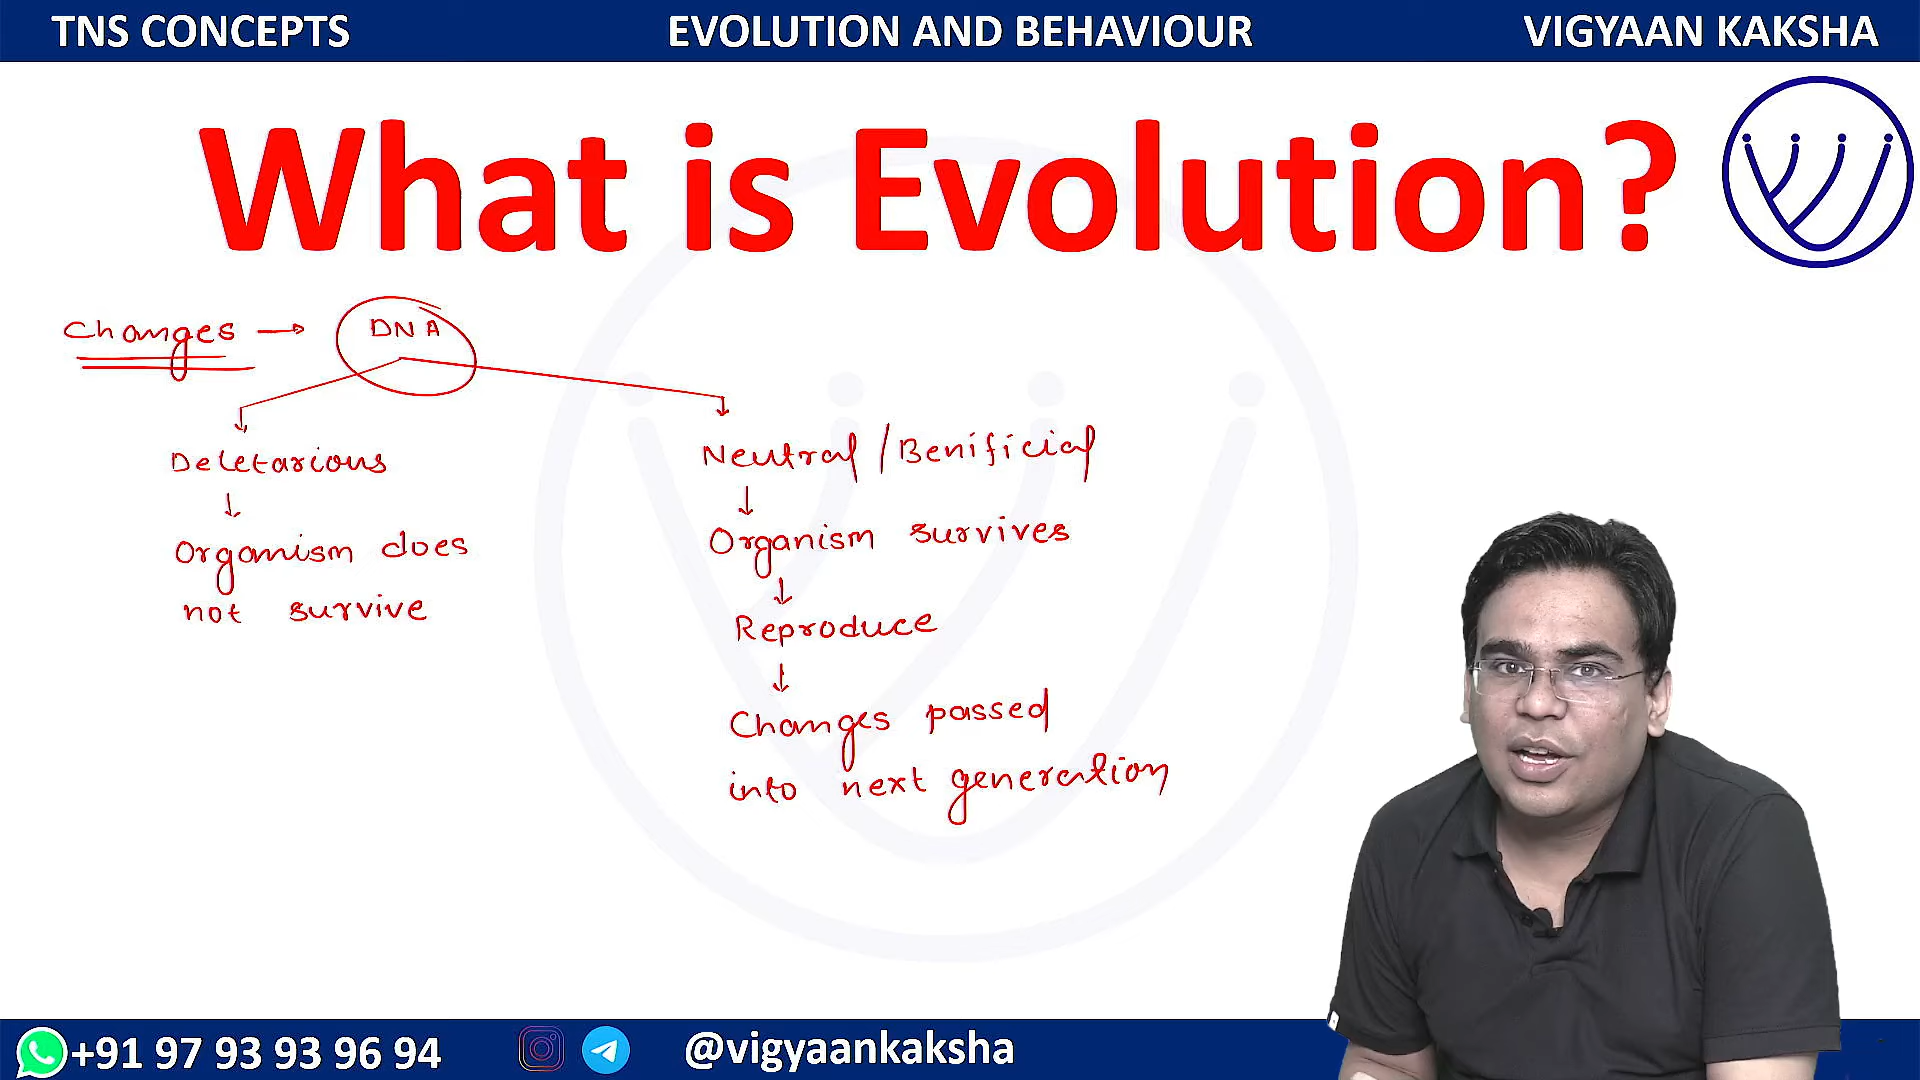 TNS CONCEPTS
EVOLUTION AND BEHAVIOUR
VIGYAAN KAKSHA
What is Evolution?
Changes → DNA
Deletarious
↓
Organism does
not survive
Neutral / Benificial
↓
Organism survives
↓
Reproduce
↓
Changes passed
into next generation
+91 97 93 93 96 94
@vigyaankaksha